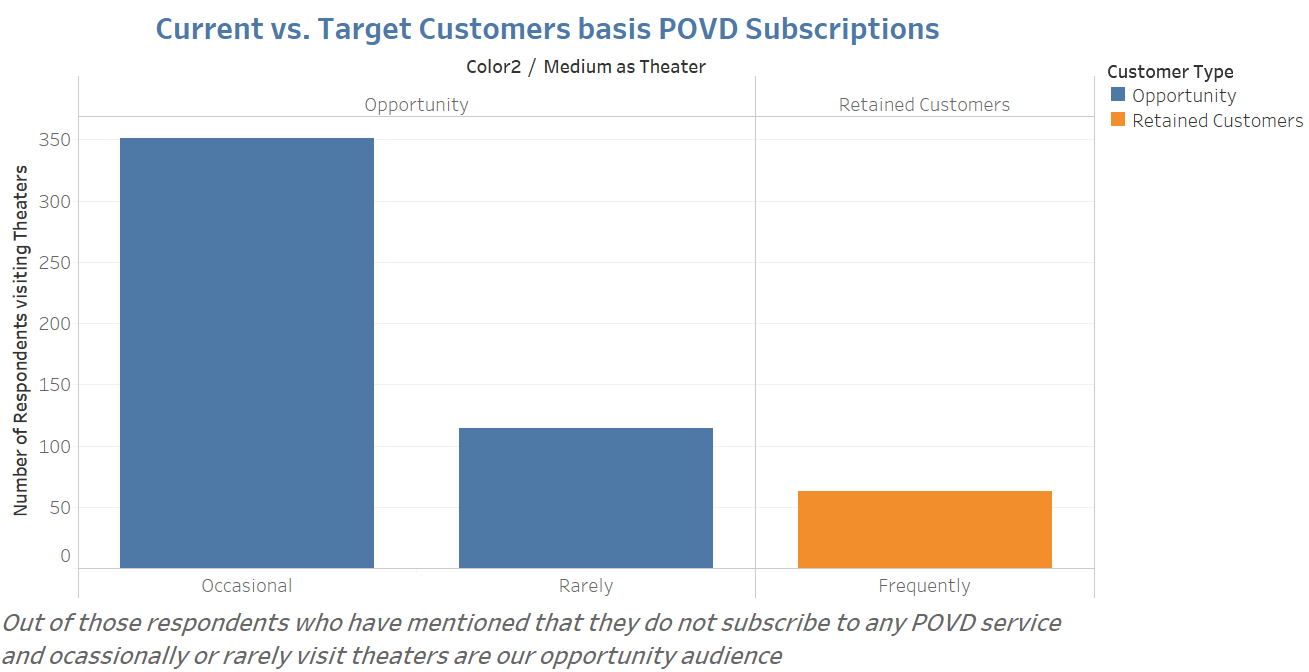 Current vs. Target Customers basis POVD Subscriptions
Color2 / Medium as Theater
Opportunity
Retained Customers
Customer Type
Opportunity
Retained Customers
Number of Respondents visiting Theaters
350
300
250
200
150
100
50
0
Occasional
Rarely
Frequently
Out of those respondents who have mentioned that they do not subscribe to any POVD service
and ocassionally or rarely visit theaters are our opportunity audience